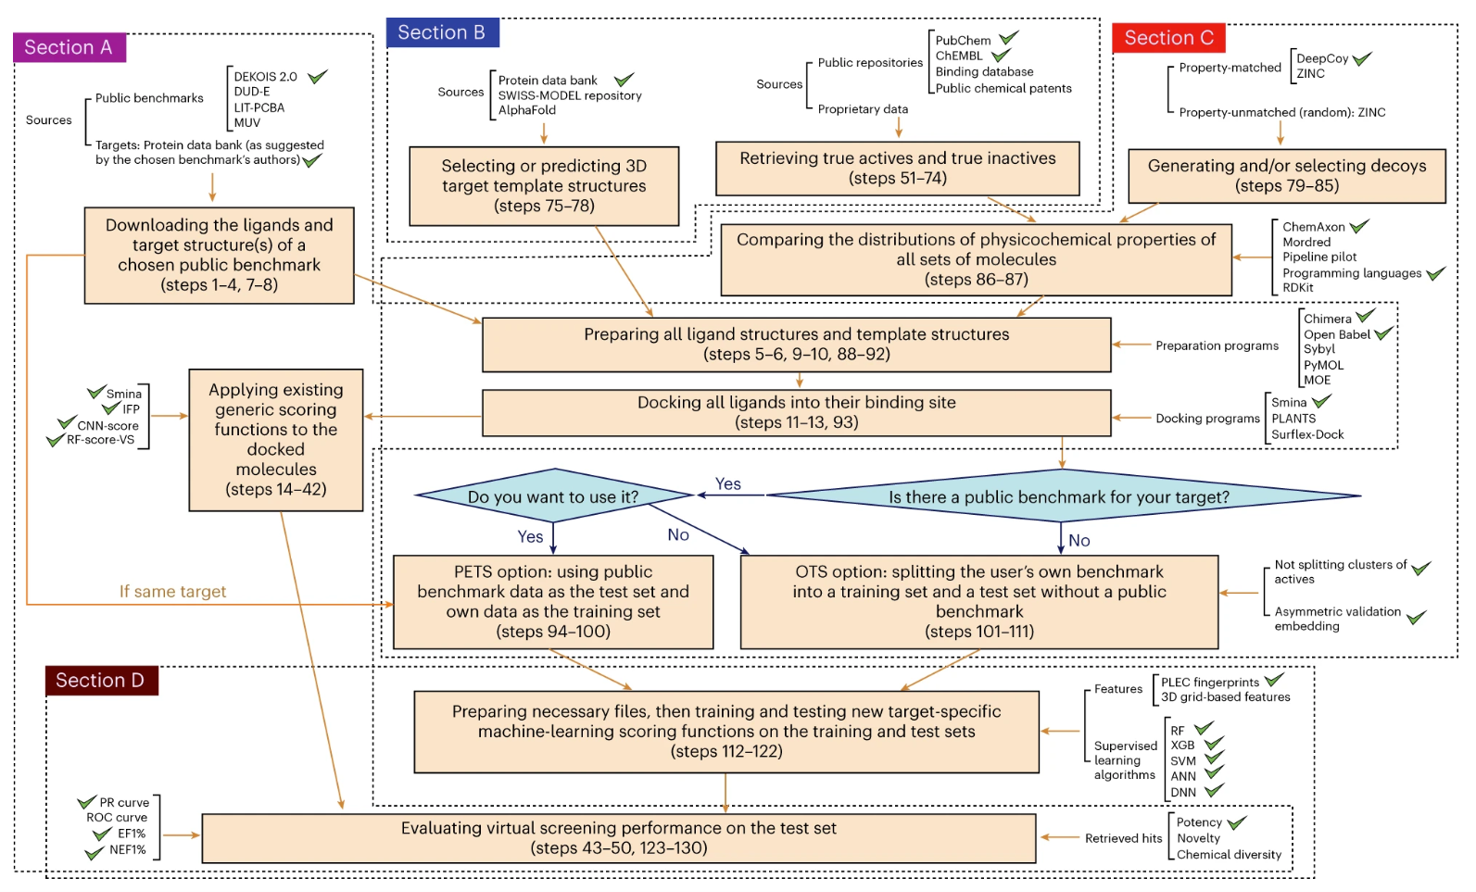 Section A
Sources
Public benchmarks
DEKOIS 2.0
DUD-E
LIT-PCBA
MUV
Targets: Protein data bank (as suggested
by the chosen benchmark's authors)
Downloading the ligands and
target structure(s) of a
chosen public benchmark
(steps 1–4, 7–8)
Section B
Sources
Protein data bank
SWISS-MODEL repository
AlphaFold
Selecting or predicting 3D
target template structures
(steps 75–78)
Sources
Public repositories
PubChem
ChEMBL
Binding database
Public chemical patents
Proprietary data
Retrieving true actives and true inactives
(steps 51–74)
Section C
Property-matched
DeepCoy
ZINC
Property-unmatched (random): ZINC
Generating and/or selecting decoys
(steps 79–85)
Comparing the distributions of physicochemical properties of
all sets of molecules
(steps 86–87)
ChemAxon
Mordred
Pipeline pilot
Programming languages
RDKit
Preparing all ligand structures and template structures
(steps 5–6, 9–10, 88–92)
Preparation programs
Chimera
Open Babel
Sybyl
PyMOL
MOE
Docking all ligands into their binding site
(steps 11–13, 93)
Docking programs
Smina
PLANTS
Surflex-Dock
Smina
IFP
CNN-score
RF-score-VS
Applying existing
generic scoring
functions to the
docked
molecules
(steps 14–42)
Do you want to use it?
Yes
Is there a public benchmark for your target?
Yes
No
No
If same target
PETS option: using public
benchmark data as the test set and
own data as the training set
(steps 94–100)
OTS option: splitting the user's own benchmark
into a training set and a test set without a public
benchmark
(steps 101–111)
Not splitting clusters of
actives
Asymmetric validation
embedding
Section D
Preparing necessary files, then training and testing new target-specific
machine-learning scoring functions on the training and test sets
(steps 112–122)
Features
PLEC fingerprints
3D grid-based features
Supervised
learning
algorithms
RF
XGB
SVM
ANN
DNN
PR curve
ROC curve
EF1%
NEF1%
Evaluating virtual screening performance on the test set
(steps 43–50, 123–130)
Retrieved hits
Potency
Novelty
Chemical diversity